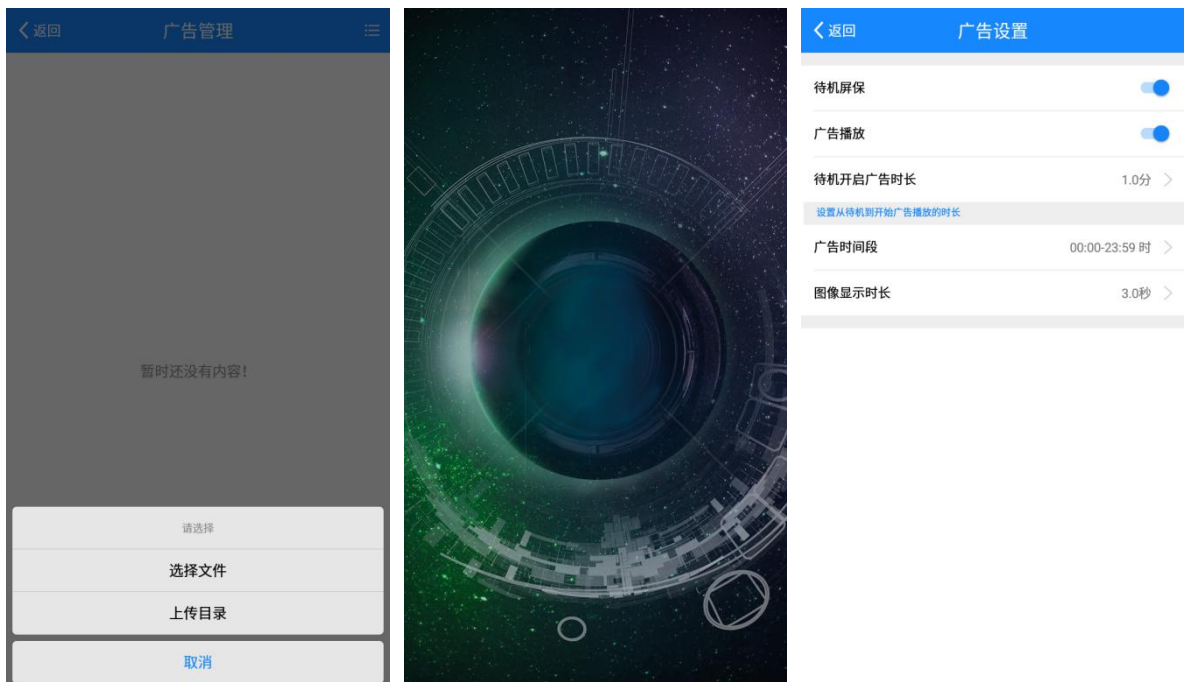 返回
广告管理
暂时还没有内容!
请选择
选择文件
上传目录
取消
返回
广告设置
待机屏保
广告播放
待机开启广告时长 1.0分
设置从待机到开始广告播放的时长
广告时间段 00:00-23:59 时
图像显示时长 3.0秒